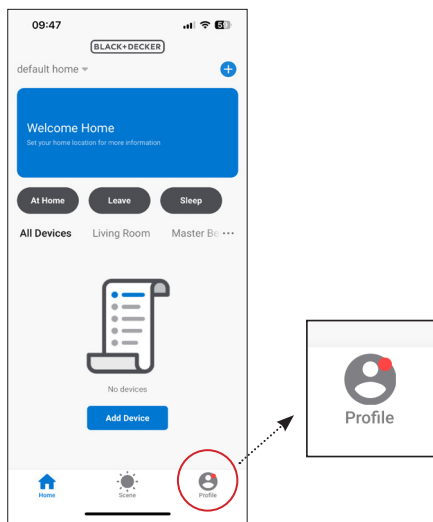 09:47
59
BLACK+DECKER
default home
Welcome Home
Set your home location for more information
At Home Leave Sleep
All Devices Living Room Master Be ...
No devices
Add Device
Home Scene Profile
Profile